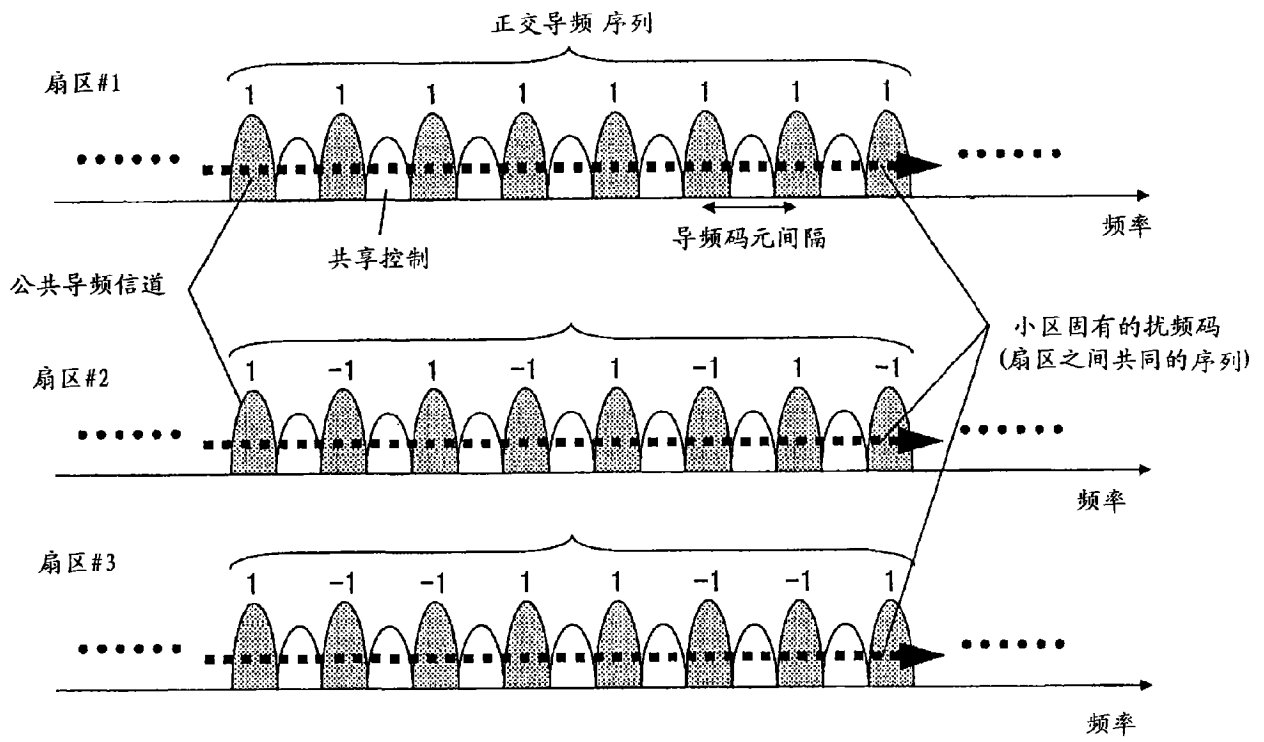 正交导频 序列
扇区#1
1 1 1 1 1 1 1 1
频率
导频码元间隔
共享控制
公共导频信道
小区固有的扰频码
(扇区之间共同的序列)
扇区#2
1 -1 1 -1 1 -1 1 -1
频率
扇区#3
1 -1 -1 1 1 -1 -1 1
频率